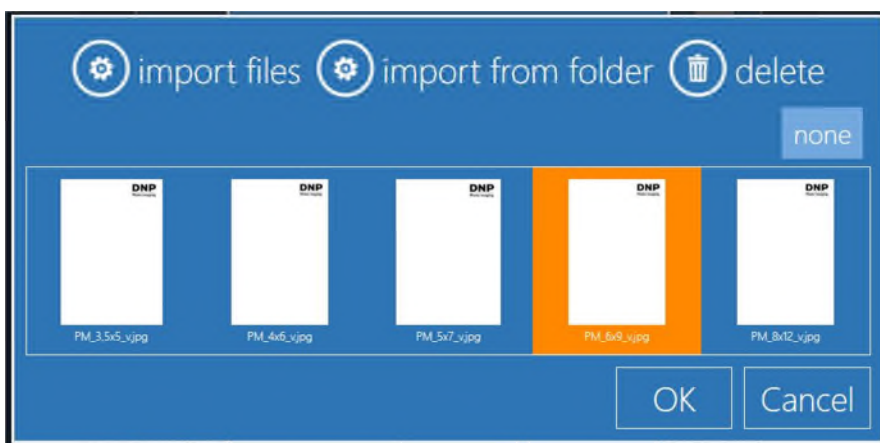 import files import from folder delete
none
DNP DNP DNP DNP DNP
PM_3,5x5_v.jpg PM_4x6_v.jpg PM_5x7_v.jpg PM_6x9_v.jpg PM_8x12_v.jpg
OK Cancel